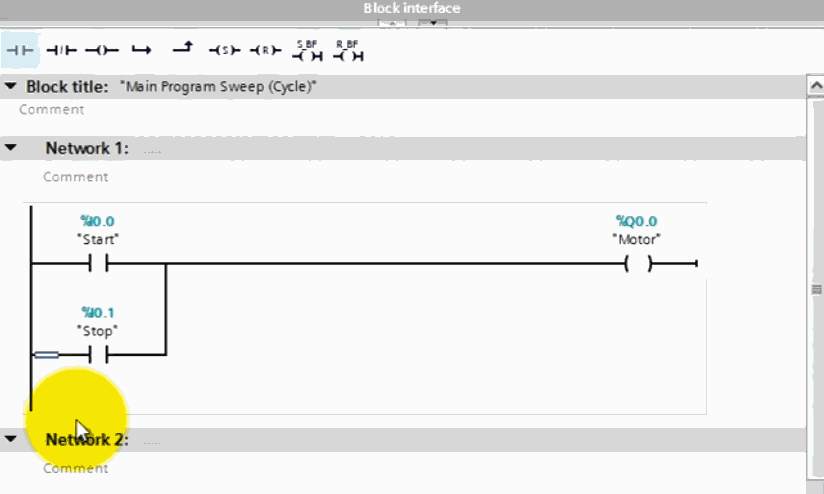 Block interface
S_BF R_BF
(S) (R)
Block title: "Main Program Sweep (Cycle)"
Comment
Network 1: .....
Comment
%I0.0 %Q0.0
"Start" "Motor"
%I0.1
"Stop"
Network 2: .....
Comment